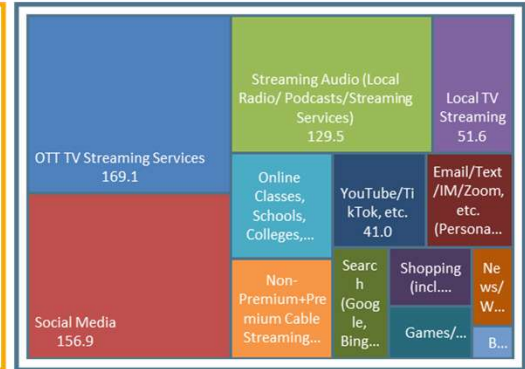 OTT TV Streaming Services
169.1
Social Media
156.9
Streaming Audio (Local
Radio/ Podcasts/Streaming
Services)
129.5
Local TV
Streaming
51.6
Online
Classes,
Schools,
Colleges,...
YouTube/Ti
kTok, etc.
41.0
Email/Text
/IM/Zoom,
etc.
(Persona...
Non-
Premium+Pre
mium Cable
Streaming...
Searc
h
(Goog
le,
Bing...
Shopping
(incl....
Ne
ws/
W...
Games/...
B...